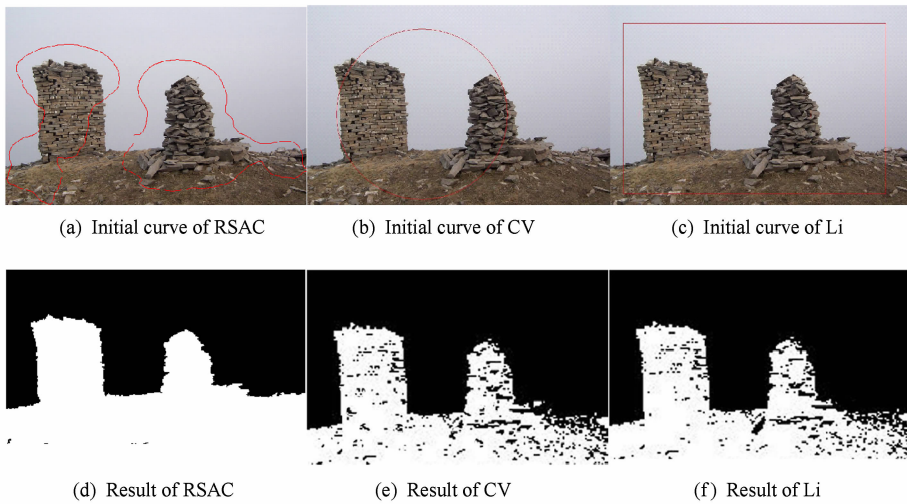 (a) Initial curve of RSAC
(b) Initial curve of CV
(c) Initial curve of Li
(d) Result of RSAC
(e) Result of CV
(f) Result of Li